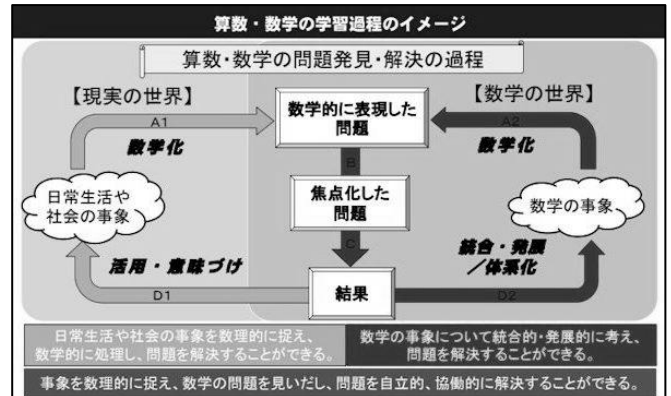 算数・数学の学習過程のイメージ
算数・数学の問題発見・解決の過程
【現実の世界】
【数学の世界】
A1
数学化
数学的に表現した
問題
A2
数学化
B
日常生活や
社会の事象
焦点化した
問題
数学の事象
C
活用・意味づけ
統合・発展
/体系化
D1
結果
D2
日常生活や社会の事象を数理的に捉え、
数学的に処理し、問題を解決することができる。
数学の事象について統合的・発展的に考え、
問題を解決することができる。
事象を数理的に捉え、数学の問題を見いだし、問題を自立的、協働的に解決することができる。